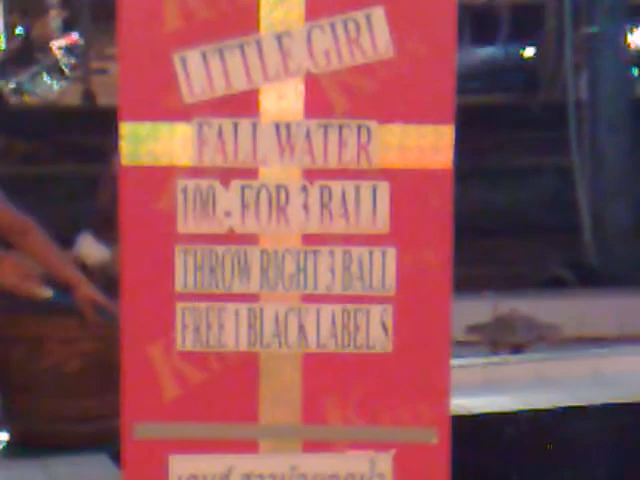 LITTLE GIRL
FALL WATER
100.- FOR 3 BALL
THROW RIGHT 3 BALL
FREE 1 BLACK LABEL S